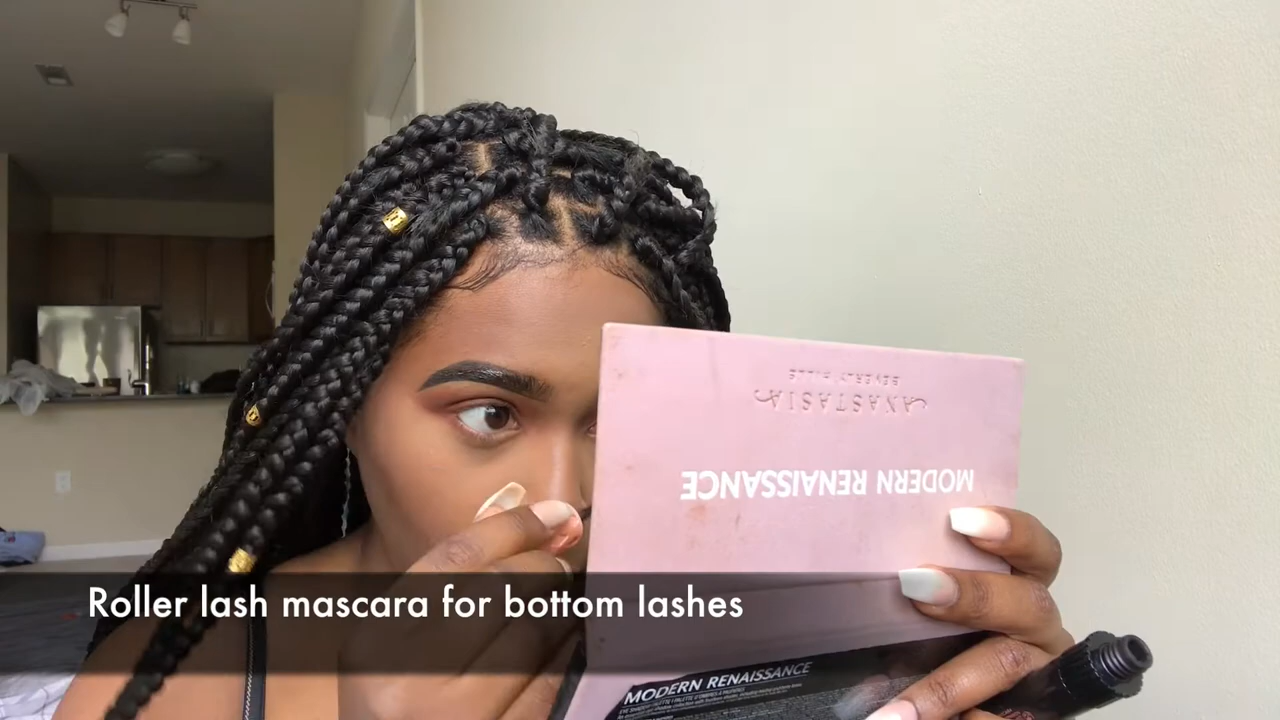 BEVERLY HILLS
ANASTASIA
MODERN RENAISSANCE
Roller lash mascara for bottom lashes
MODERN RENAISSANCE